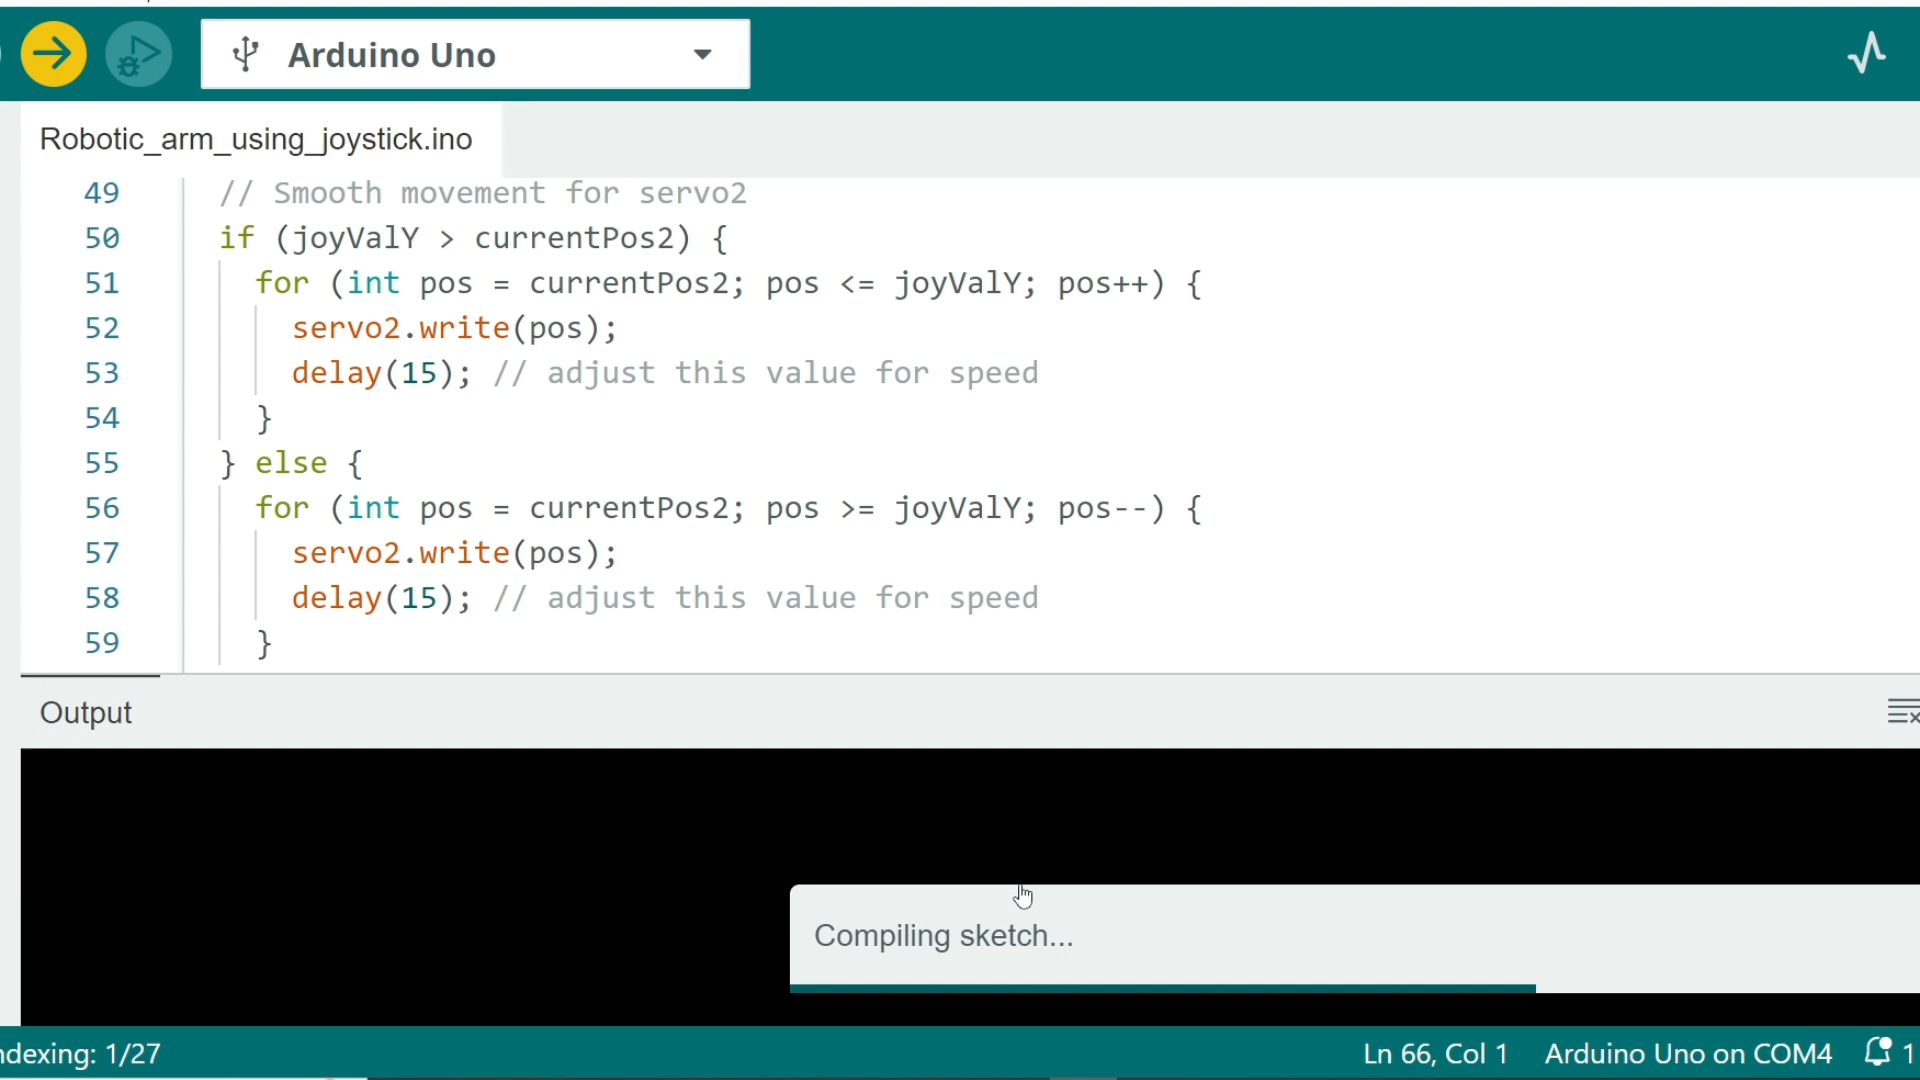 Arduino Uno
Robotic_arm_using_joystick.ino
49 // Smooth movement for servo2
50 if (joyValY > currentPos2) {
51 for (int pos = currentPos2; pos <= joyValY; pos++) {
52 servo2.write(pos);
53 delay(15); // adjust this value for speed
54 }
55 } else {
56 for (int pos = currentPos2; pos >= joyValY; pos--) {
57 servo2.write(pos);
58 delay(15); // adjust this value for speed
59 }
Output
Compiling sketch...
ndexing: 1/27 Ln 66, Col 1 Arduino Uno on COM4 1